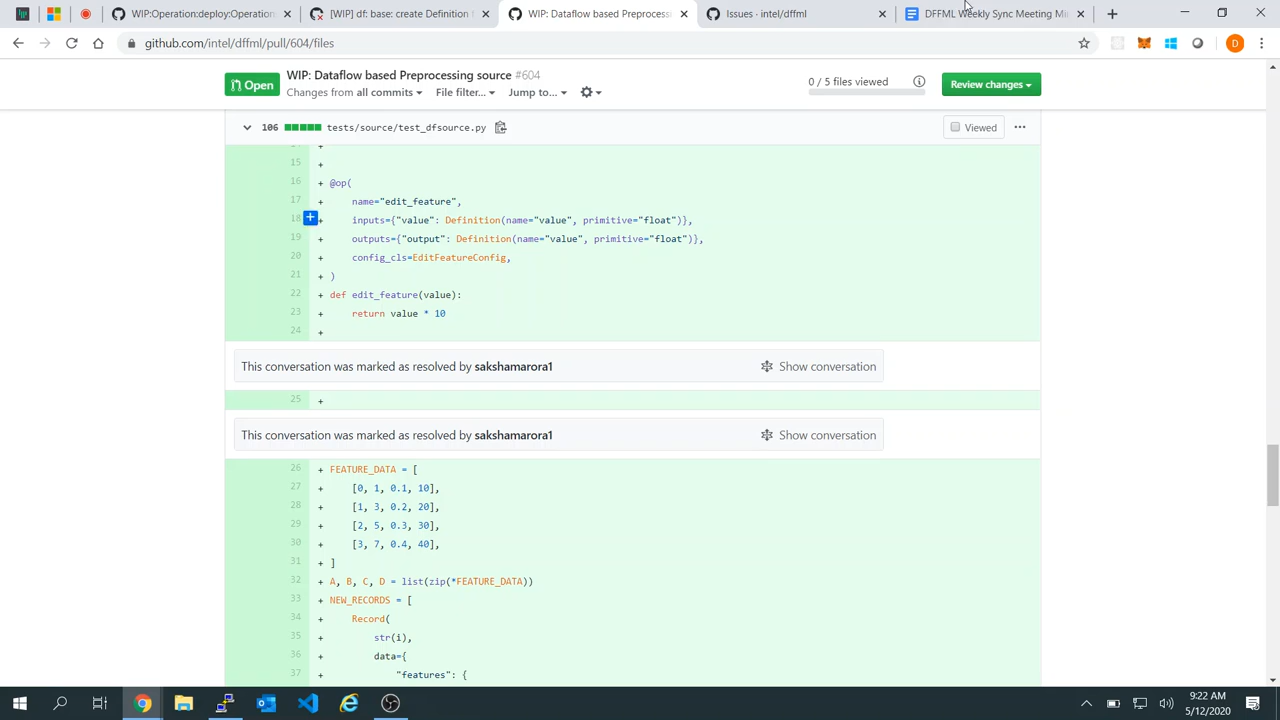 WIP:Operation:deploy:Operation
[WIP] df: base: create Definition
WIP: Dataflow based Preprocessi
Issues · intel/dffml
DFFML Weekly Sync Meeting Mi
github.com/intel/dffml/pull/604/files
D
Open
WIP: Dataflow based Preprocessing source #604
Changes from all commits
File filter...
Jump to...
0 / 5 files viewed
Review changes
106
tests/source/test_dfsource.py
Viewed
14 +
15 +
16 + @op(
17 + name="edit_feature",
18 + inputs={"value": Definition(name="value", primitive="float")},
19 + outputs={"output": Definition(name="value", primitive="float")},
20 + config_cls=EditFeatureConfig,
21 + )
22 + def edit_feature(value):
23 + return value * 10
24 +
This conversation was marked as resolved by sakshamarora1
Show conversation
25 +
This conversation was marked as resolved by sakshamarora1
Show conversation
26 + FEATURE_DATA = [
27 + [0, 1, 0.1, 10],
28 + [1, 3, 0.2, 20],
29 + [2, 5, 0.3, 30],
30 + [3, 7, 0.4, 40],
31 + ]
32 + A, B, C, D = list(zip(*FEATURE_DATA))
33 + NEW_RECORDS = [
34 + Record(
35 + str(i),
36 + data={
37 + "features": {
9:22 AM
5/12/2020